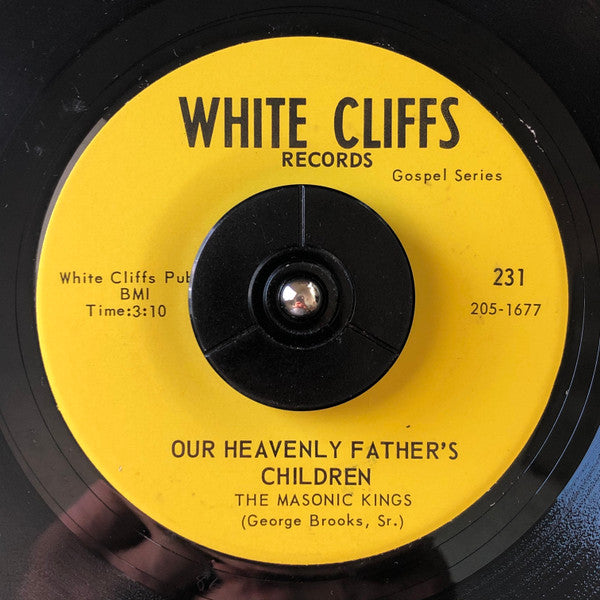 WHITE CLIFFS
RECORDS
Gospel Series
White Cliffs Pub
BMI
Time:3:10
231
205-1677
OUR HEAVENLY FATHER'S
CHILDREN
THE MASONIC KINGS
(George Brooks, Sr.)